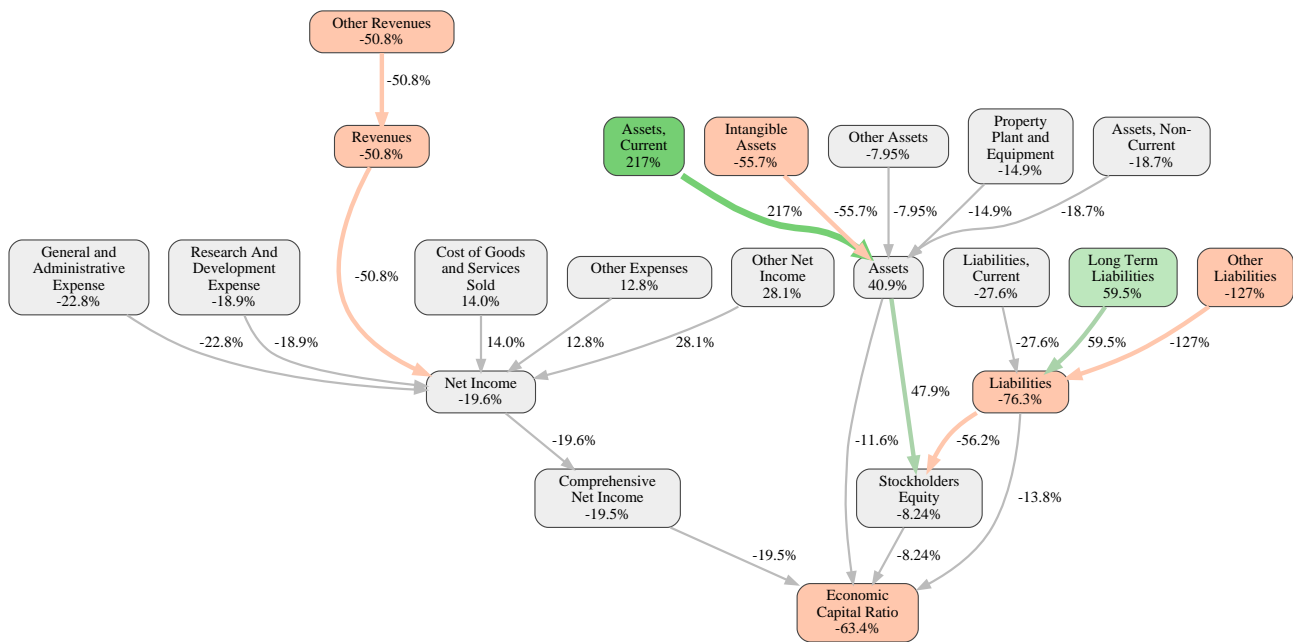 Other Revenues
-50.8%
-50.8%
Revenues
-50.8%
Assets,
Current
217%
Intangible
Assets
-55.7%
Other Assets
-7.95%
Property
Plant and
Equipment
-14.9%
Assets, Non-
Current
-18.7%
217%
-55.7%
-7.95%
-14.9%
-18.7%
General and
Administrative
Expense
-22.8%
Research And
Development
Expense
-18.9%
-50.8%
Cost of Goods
and Services
Sold
14.0%
Other Expenses
12.8%
Other Net
Income
28.1%
Assets
40.9%
Liabilities,
Current
-27.6%
Long Term
Liabilities
59.5%
Other
Liabilities
-127%
-22.8%
-18.9%
14.0%
12.8%
28.1%
-27.6%
59.5%
-127%
Net Income
-19.6%
47.9%
Liabilities
-76.3%
-19.6%
-11.6%
-56.2%
Comprehensive
Net Income
-19.5%
Stockholders
Equity
-8.24%
-13.8%
-19.5%
-8.24%
Economic
Capital Ratio
-63.4%